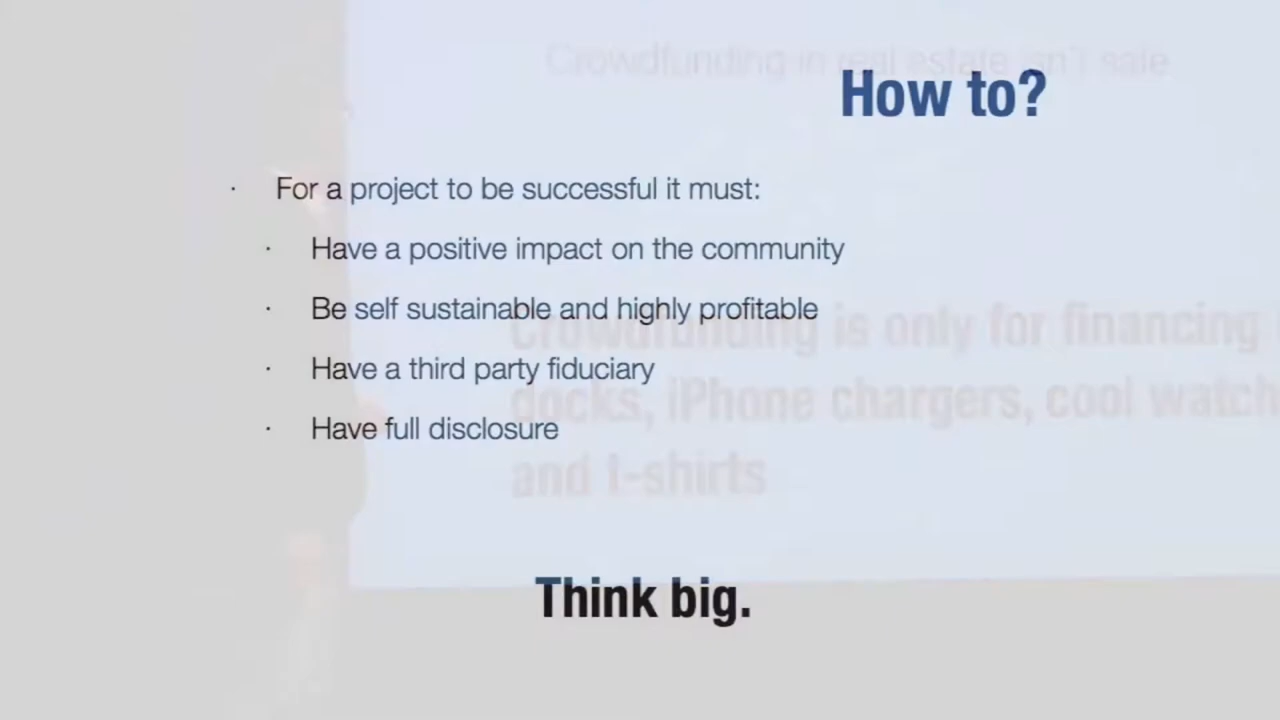 Crowdfunding in real estate isn't safe
How to?
· For a project to be successful it must:
· Have a positive impact on the community
· Be self sustainable and highly profitable
Crowdfunding is only for financing
· Have a third party fiduciary
docks, iPhone chargers, cool watch
· Have full disclosure
and t-shirts
Think big.